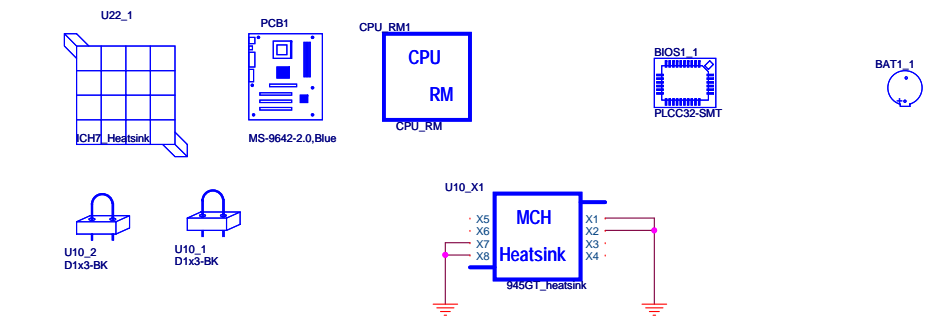 U22_1
ICH7_Heatsink
PCB1
MS-9642-2.0,Blue
CPU_RM1
CPU
RM
CPU_RM
BIOS1_1
PLCC32-SMT
BAT1_1
+
U10_2
D1x3-BK
U10_1
D1x3-BK
U10_X1
MCH
Heatsink
X5
X6
X7
X8
X1
X2
X3
X4
945GT_heatsink